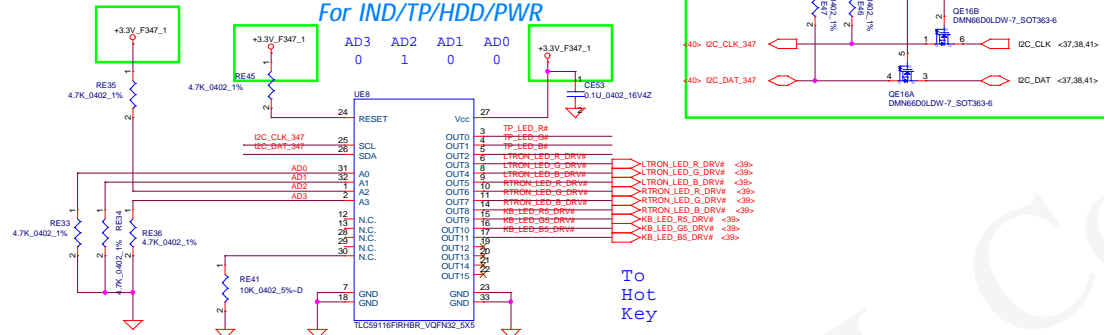 For IND/TP/HDD/PWR
AD3 AD2 AD1 AD0
0 1 0 0
+3.3V_F347_1
+3.3V_F347_1
+3.3V_F347_1
RE35
4.7K_0402_1%
RE45
4.7K_0402_1%
CE53
0.1U_0402_16V4Z
UE8
24 RESET
Vcc 27
I2C_CLK_347 25 SCL
I2C_DAT_347 26 SDA
AD0 31 A0
AD1 32 A1
AD2 1 A2
AD3 2 A3
12 N.C.
13 N.C.
28 N.C.
29 N.C.
30 N.C.
7 GND
18 GND
OUT0 3 TP_LED_R#
OUT1 4 TP_LED_G#
OUT2 5 TP_LED_B#
OUT3 6 LTRON_LED_R_DRV# LTRON_LED_R_DRV# <39>
OUT4 8 LTRON_LED_G_DRV# LTRON_LED_G_DRV# <39>
OUT5 9 LTRON_LED_B_DRV# LTRON_LED_B_DRV# <39>
OUT6 10 RTRON_LED_R_DRV# RTRON_LED_R_DRV# <39>
OUT7 11 RTRON_LED_G_DRV# RTRON_LED_G_DRV# <39>
OUT8 14 RTRON_LED_B_DRV# RTRON_LED_B_DRV# <39>
OUT9 15 KB_LED_R5_DRV# KB_LED_R5_DRV# <39>
OUT10 16 KB_LED_G5_DRV# KB_LED_G5_DRV# <39>
OUT11 17 KB_LED_B5_DRV# KB_LED_B5_DRV# <39>
OUT12 19
OUT13 20
OUT14 21
OUT15 22
GND 23
GND 33
TLC59116FIRHBR_VQFN32_5X5
RE33
4.7K_0402_1%
RE34
4.7K_0402_1%
RE36
4.7K_0402_1%
RE41
10K_0402_5%~D
To
Hot
Key
QE16B
DMN66D0LDW-7_SOT363-6
<40> I2C_CLK_347 1 6 I2C_CLK <37,38,41>
5
<40> I2C_DAT_347 4 3 I2C_DAT <37,38,41>
QE16A
DMN66D0LDW-7_SOT363-6